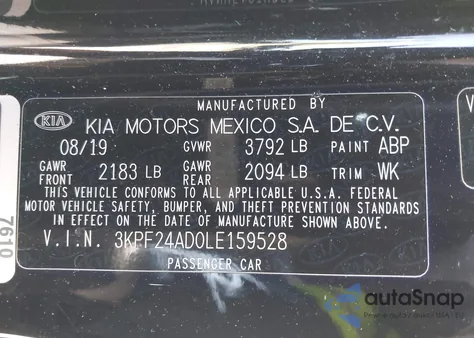 MANUFACTURED BY
KIA KIA MOTORS MEXICO S.A. DE C.V.
08/19 GVWR 3792 LB PAINT ABP
GAWR FRONT 2183 LB GAWR REAR 2094 LB TRIM WK
THIS VEHICLE CONFORMS TO ALL APPLICABLE U.S.A. FEDERAL
MOTOR VEHICLE SAFETY, BUMPER, AND THEFT PREVENTION STANDARDS
IN EFFECT ON THE DATE OF MANUFACTURE SHOWN ABOVE.
V.I.N. 3KPF24AD0LE159528
PASSENGER CAR
7610
autoSnap